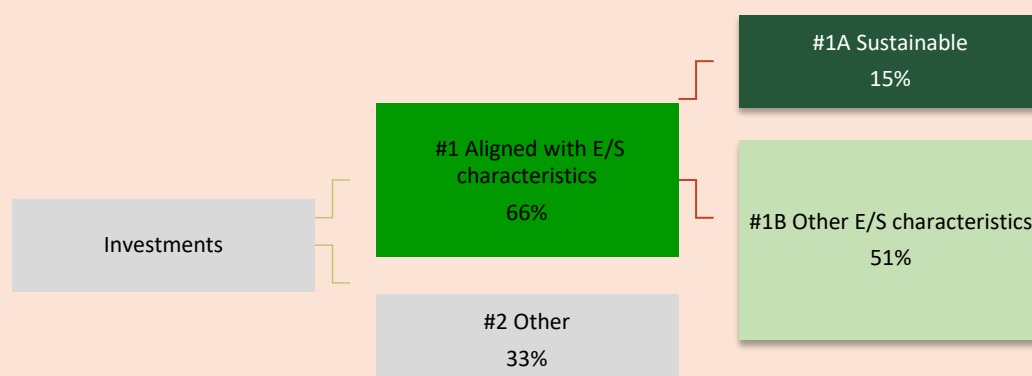 Investments
#1 Aligned with E/S
characteristics
66%
#2 Other
33%
#1A Sustainable
15%
#1B Other E/S characteristics
51%